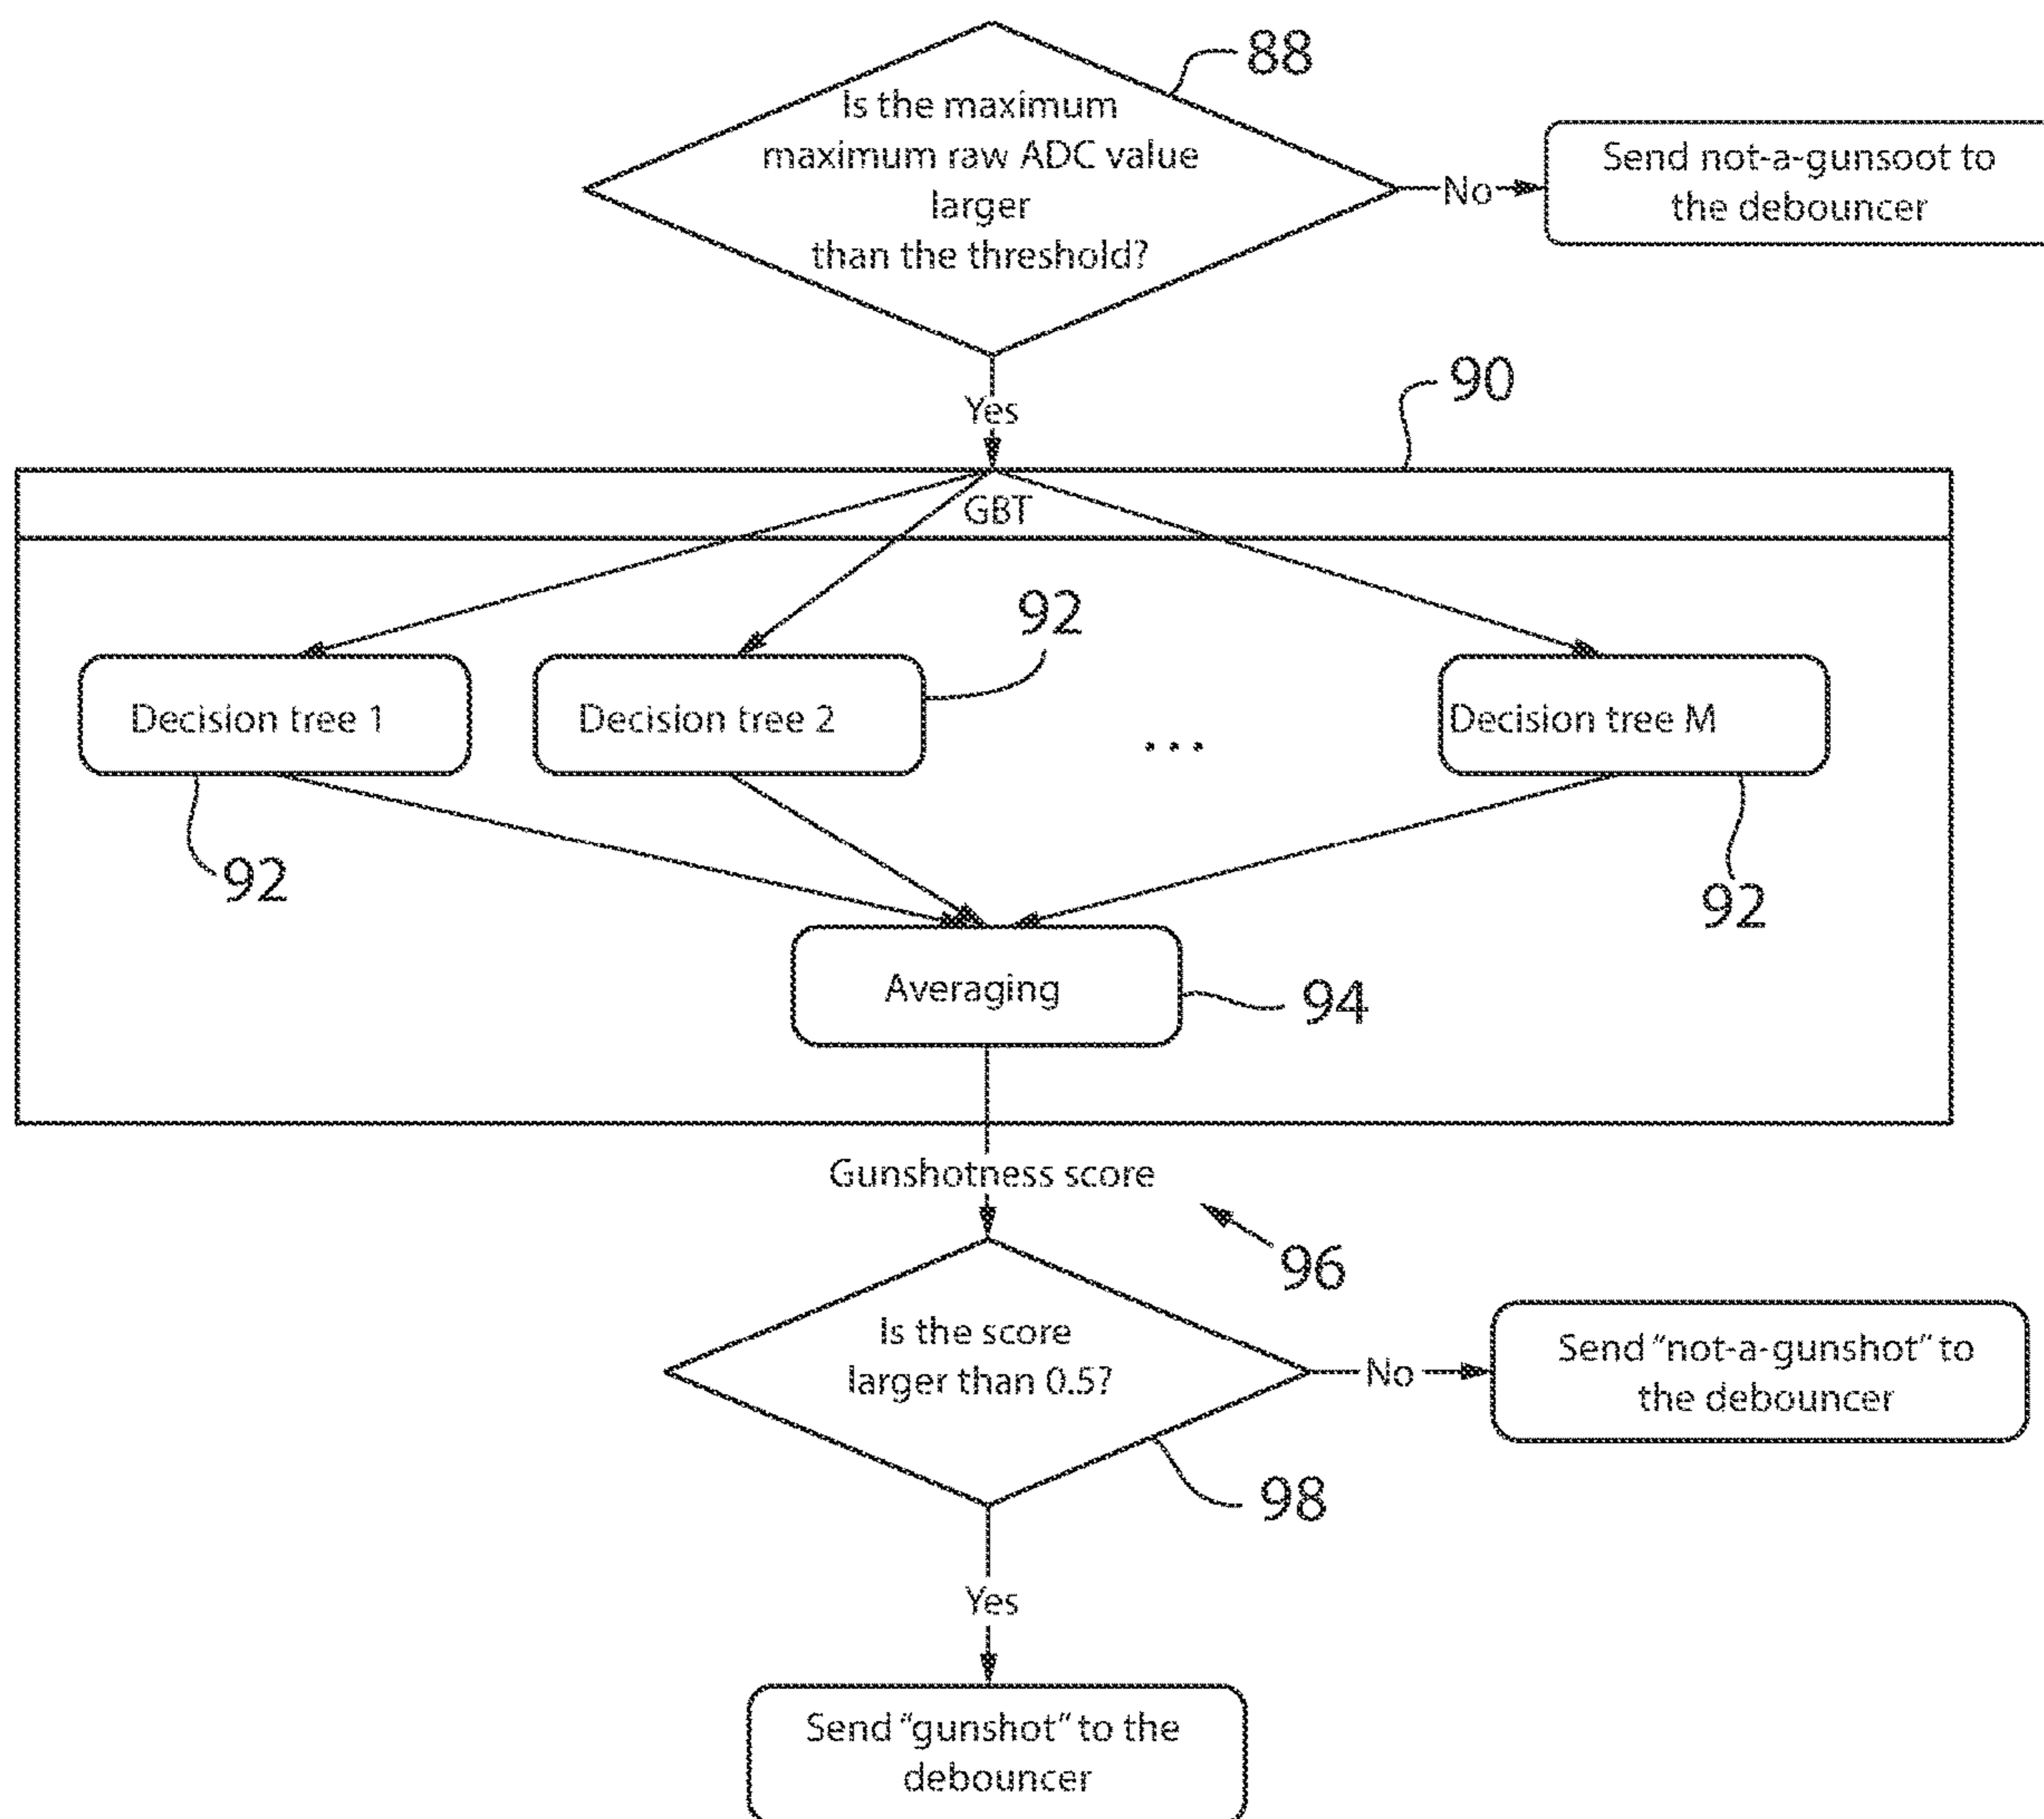 88
Is the maximum
maximum raw ADC value
larger
than the threshold?
No
Send not-a-gunsoot to
the debouncer
Yes
90
GBT
92
Decision tree 1
Decision tree 2
...
Decision tree M
92
92
Averaging
94
Gunshotness score
96
Is the score
larger than 0.5?
No
Send "not-a-gunshot" to
the debouncer
98
Yes
Send "gunshot" to the
debouncer